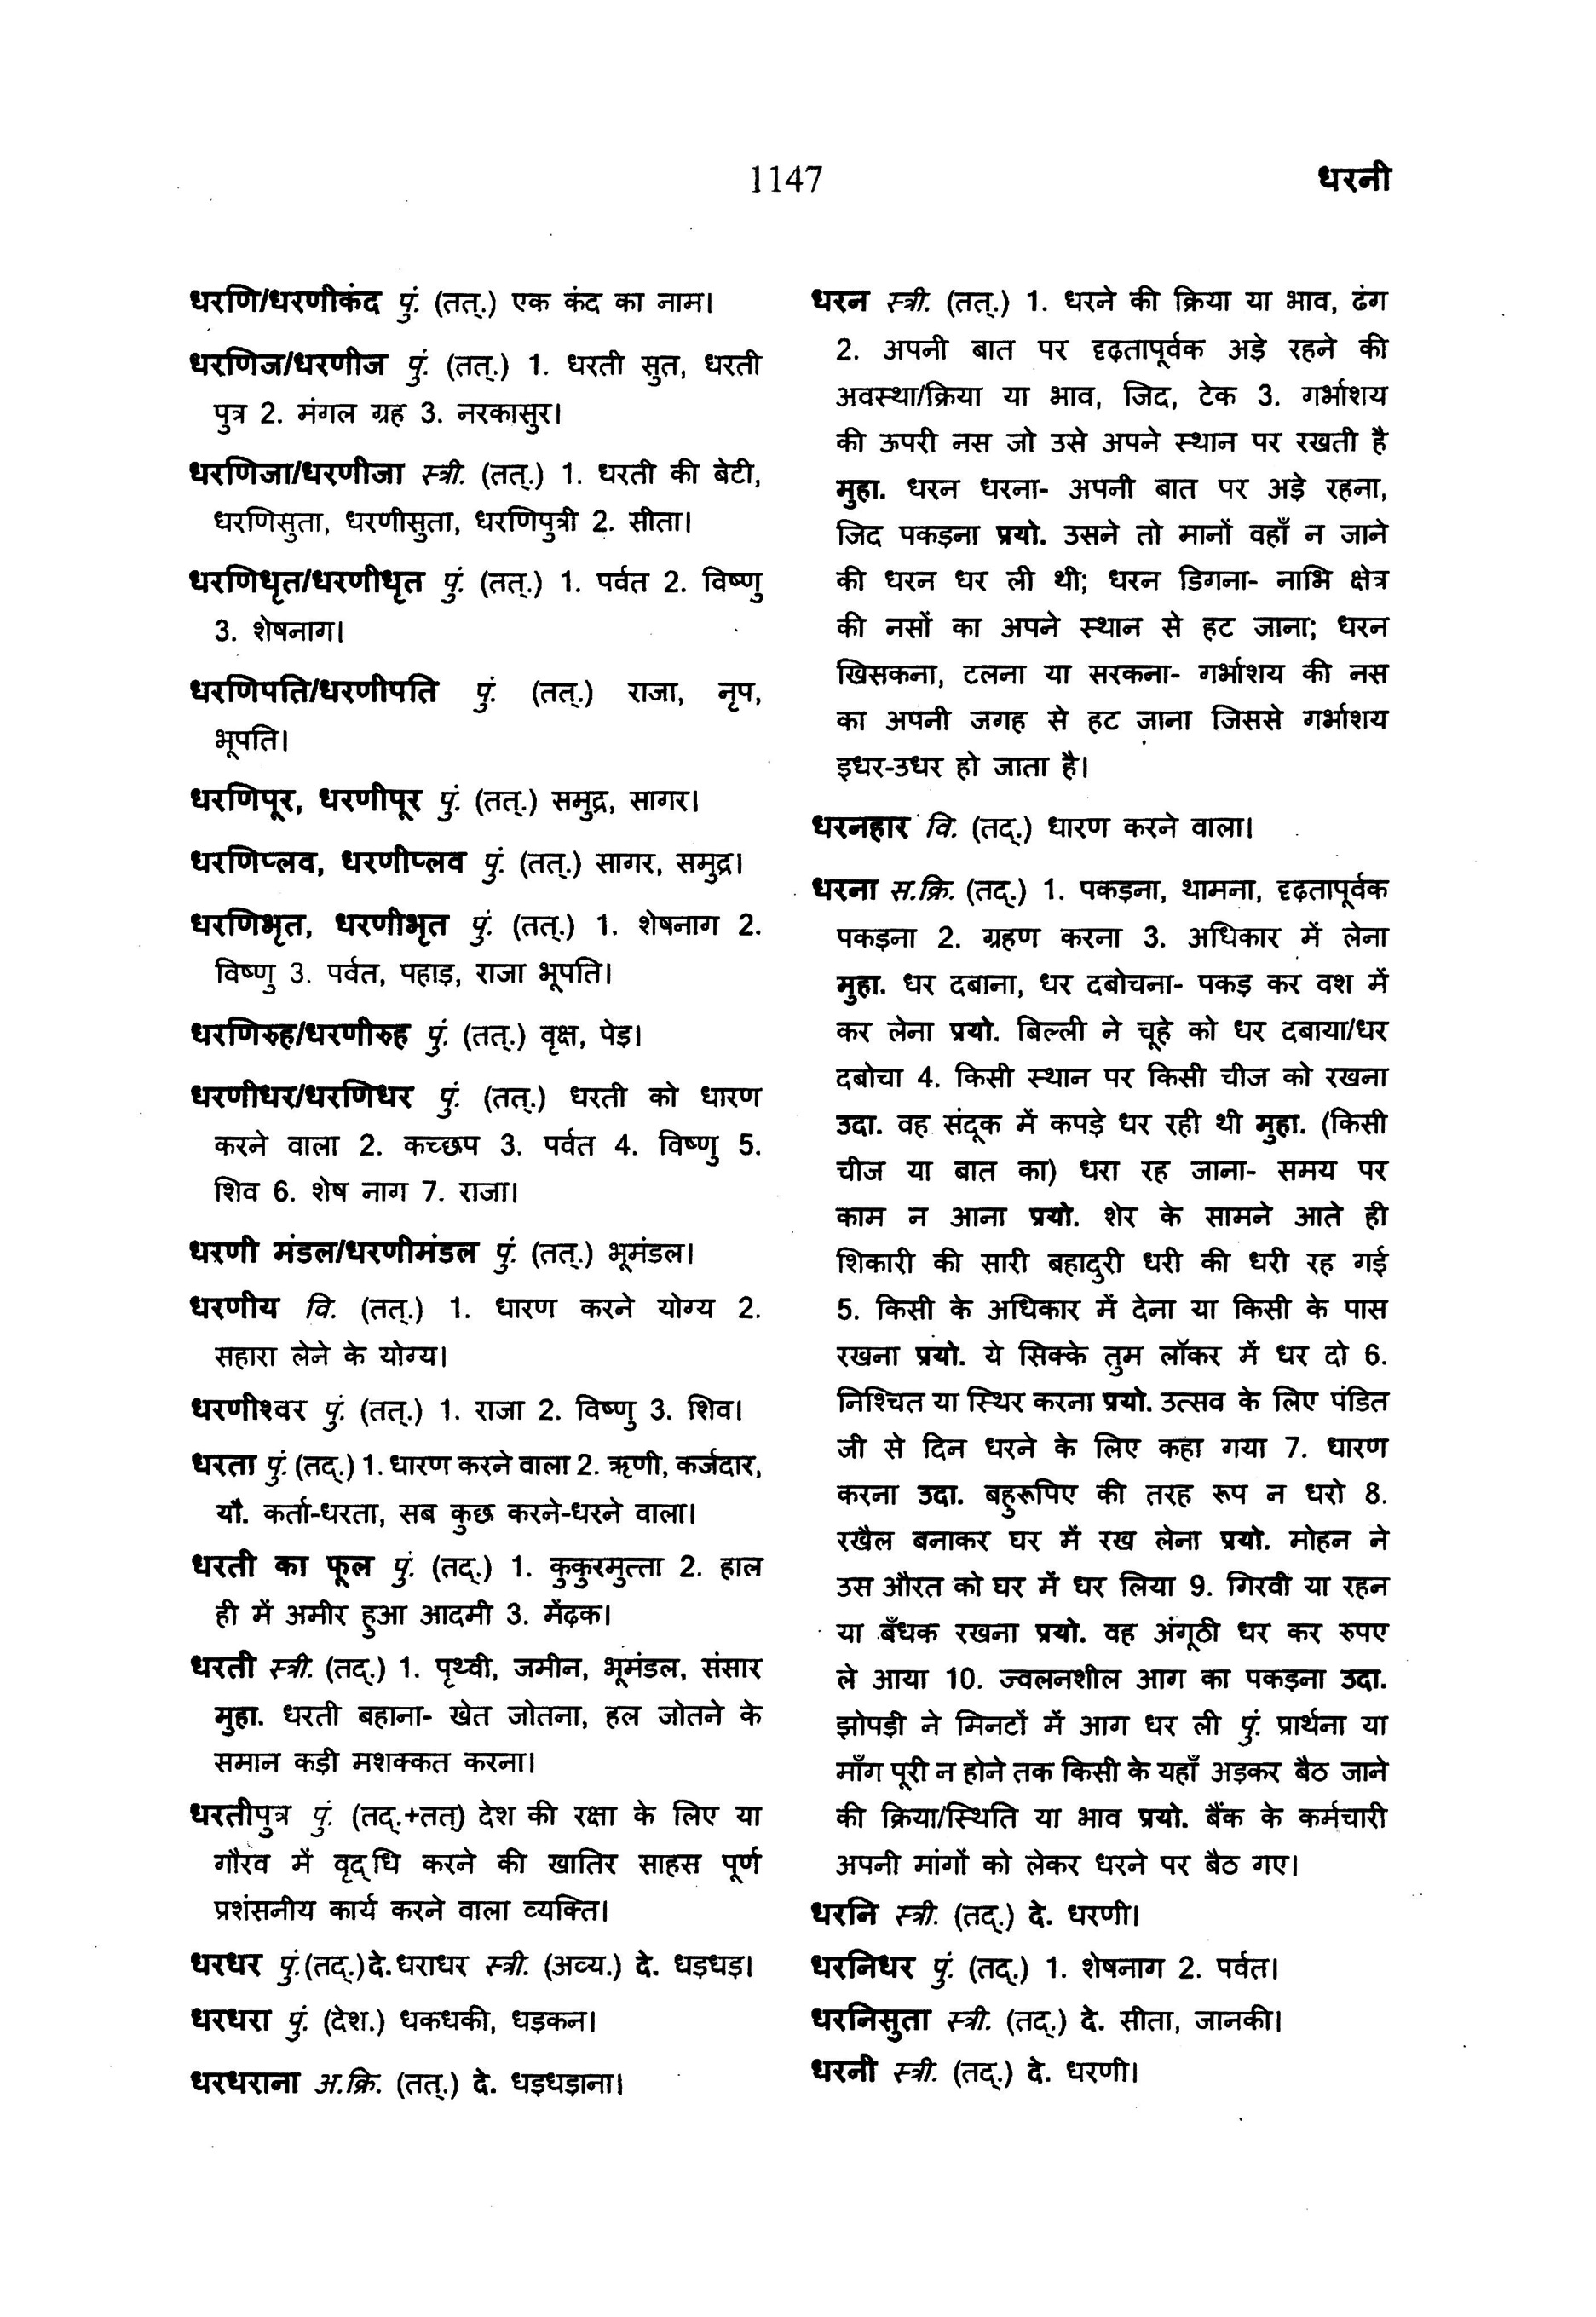 1147
धरनी
धरणि/धरणीकंद पुं. (तत्.) एक कंद का नाम।
धरणिज/धरणीज पुं. (तत्.) 1. धरती सुत, धरती
पुत्र 2. मंगल ग्रह 3. नरकासुर।
धरणिजा/धरणीजा स्त्री. (तत्.) 1. धरती की बेटी,
धरणिसुता, धरणीसुता, धरणिपुत्री 2. सीता।
धरणिधृत/धरणीधृत पुं. (तत्.) 1. पर्वत 2. विष्णु
3. शेषनाग।
धरणिपति/धरणीपति पुं. (तत्.) राजा, नृप,
भूपति।
धरणिपूर, धरणीपूर पुं. (तत्.) समुद्र, सागर।
धरणिप्लव, धरणीप्लव पुं. (तत्.) सागर, समुद्र।
धरणिभृत, धरणीभृत पुं. (तत्.) 1. शेषनाग 2.
विष्णु 3. पर्वत, पहाड़, राजा भूपति।
धरणिरुह/धरणीरुह पुं. (तत्.) वृक्ष, पेड़।
धरणीधर/धरणिधर पुं. (तत्.) धरती को धारण
करने वाला 2. कच्छप 3. पर्वत 4. विष्णु 5.
शिव 6. शेष नाग 7. राजा।
धरणी मंडल/धरणीमंडल पुं. (तत्.) भूमंडल।
धरणीय वि. (तत्.) 1. धारण करने योग्य 2.
सहारा लेने के योग्य।
धरणीश्वर पुं. (तत्.) 1. राजा 2. विष्णु 3. शिव।
धरता पुं. (तद्.) 1. धारण करने वाला 2. ऋणी, कर्जदार,
यौ. कर्ता-धरता, सब कुछ करने-धरने वाला।
धरती का फूल पुं. (तद्.) 1. कुकुरमुत्ता 2. हाल
ही में अमीर हुआ आदमी 3. मेंढ़क।
धरती स्त्री. (तद्.) 1. पृथ्वी, जमीन, भूमंडल, संसार
मुहा. धरती बहाना- खेत जोतना, हल जोतने के
समान कड़ी मशक्कत करना।
धरतीपुत्र पुं. (तद्.+तत्) देश की रक्षा के लिए या
गौरव में वृद्धि करने की खातिर साहस पूर्ण
प्रशंसनीय कार्य करने वाला व्यक्ति।
धरधर पुं.(तद्.)दे.धराधर स्त्री. (अव्य.) दे. धड़धड़।
धरधरा पुं. (देश.) धकधकी, धड़कन।
धरधराना अ.क्रि. (तत्.) दे. धड़धड़ाना।
धरन स्त्री. (तत्.) 1. धरने की क्रिया या भाव, ढंग
2. अपनी बात पर दृढ़तापूर्वक अड़े रहने की
अवस्था/क्रिया या भाव, जिद, टेक 3. गर्भाशय
की ऊपरी नस जो उसे अपने स्थान पर रखती है
मुहा. धरन धरना- अपनी बात पर अड़े रहना,
जिद पकड़ना प्रयो. उसने तो मानों वहाँ न जाने
की धरन धर ली थी; धरन डिगना- नाभि क्षेत्र
की नसों का अपने स्थान से हट जाना; धरन
खिसकना, टलना या सरकना- गर्भाशय की नस
का अपनी जगह से हट जाना जिससे गर्भाशय
इधर-उधर हो जाता है।
धरनहार वि. (तद्.) धारण करने वाला।
धरना स.क्रि. (तद्.) 1. पकड़ना, थामना, दृढ़तापूर्वक
पकड़ना 2. ग्रहण करना 3. अधिकार में लेना
मुहा. धर दबाना, धर दबोचना- पकड़ कर वश में
कर लेना प्रयो. बिल्ली ने चूहे को धर दबाया/धर
दबोचा 4. किसी स्थान पर किसी चीज को रखना
उदा. वह संदूक में कपड़े धर रही थी मुहा. (किसी
चीज या बात का) धरा रह जाना- समय पर
काम न आना प्रयो. शेर के सामने आते ही
शिकारी की सारी बहादुरी धरी की धरी रह गई
5. किसी के अधिकार में देना या किसी के पास
रखना प्रयो. ये सिक्के तुम लॉकर में धर दो 6.
निश्चित या स्थिर करना प्रयो. उत्सव के लिए पंडित
जी से दिन धरने के लिए कहा गया 7. धारण
करना उदा. बहुरूपिए की तरह रूप न धरो 8.
रखैल बनाकर घर में रख लेना प्रयो. मोहन ने
उस औरत को घर में धर लिया 9. गिरवी या रहन
या बँधक रखना प्रयो. वह अंगूठी धर कर रुपए
ले आया 10. ज्वलनशील आग का पकड़ना उदा.
झोपड़ी ने मिनटों में आग धर ली पुं. प्रार्थना या
माँग पूरी न होने तक किसी के यहाँ अड़कर बैठ जाने
की क्रिया/स्थिति या भाव प्रयो. बैंक के कर्मचारी
अपनी मांगों को लेकर धरने पर बैठ गए।
धरनि स्त्री. (तद्.) दे. धरणी।
धरनिधर पुं. (तद्.) 1. शेषनाग 2. पर्वत।
धरनिसुता स्त्री. (तद्.) दे. सीता, जानकी।
धरनी स्त्री. (तद्.) दे. धरणी।